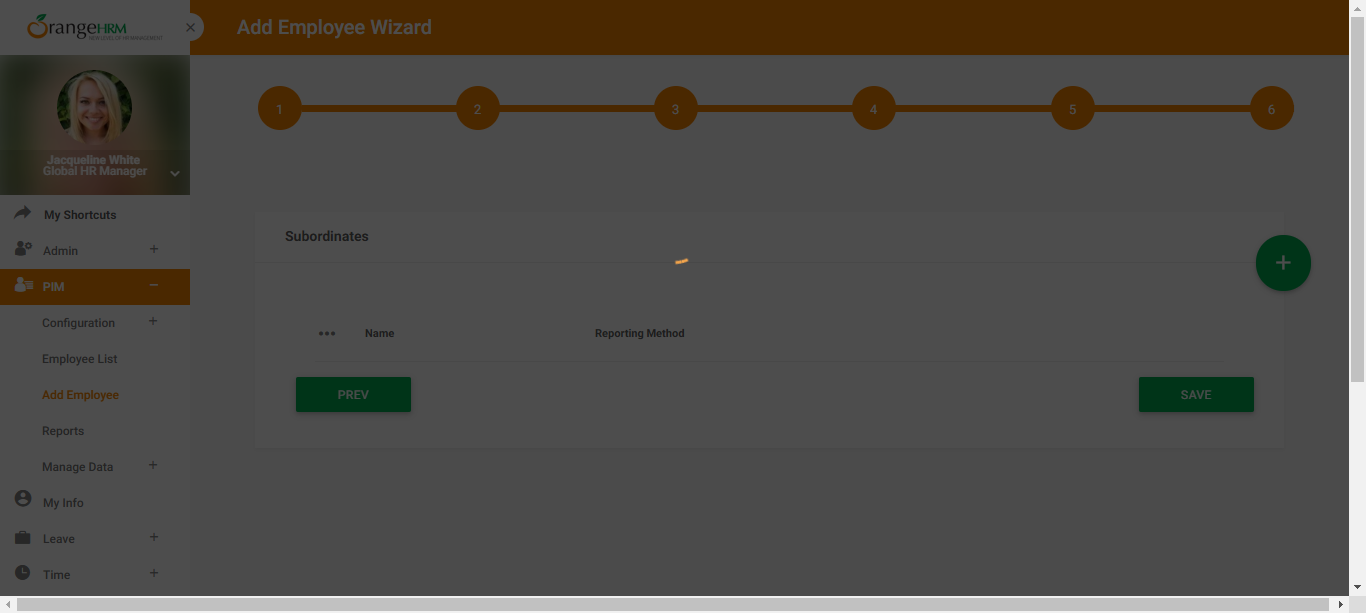 OrangeHRM
Add Employee Wizard
Jacqueline White
Global HR Manager
1 2 3 4 5 6
My Shortcuts
Admin +
PIM −
Configuration +
Employee List
Add Employee
Reports
Manage Data +
My Info
Leave +
Time +
Subordinates
+
Name Reporting Method
PREV SAVE